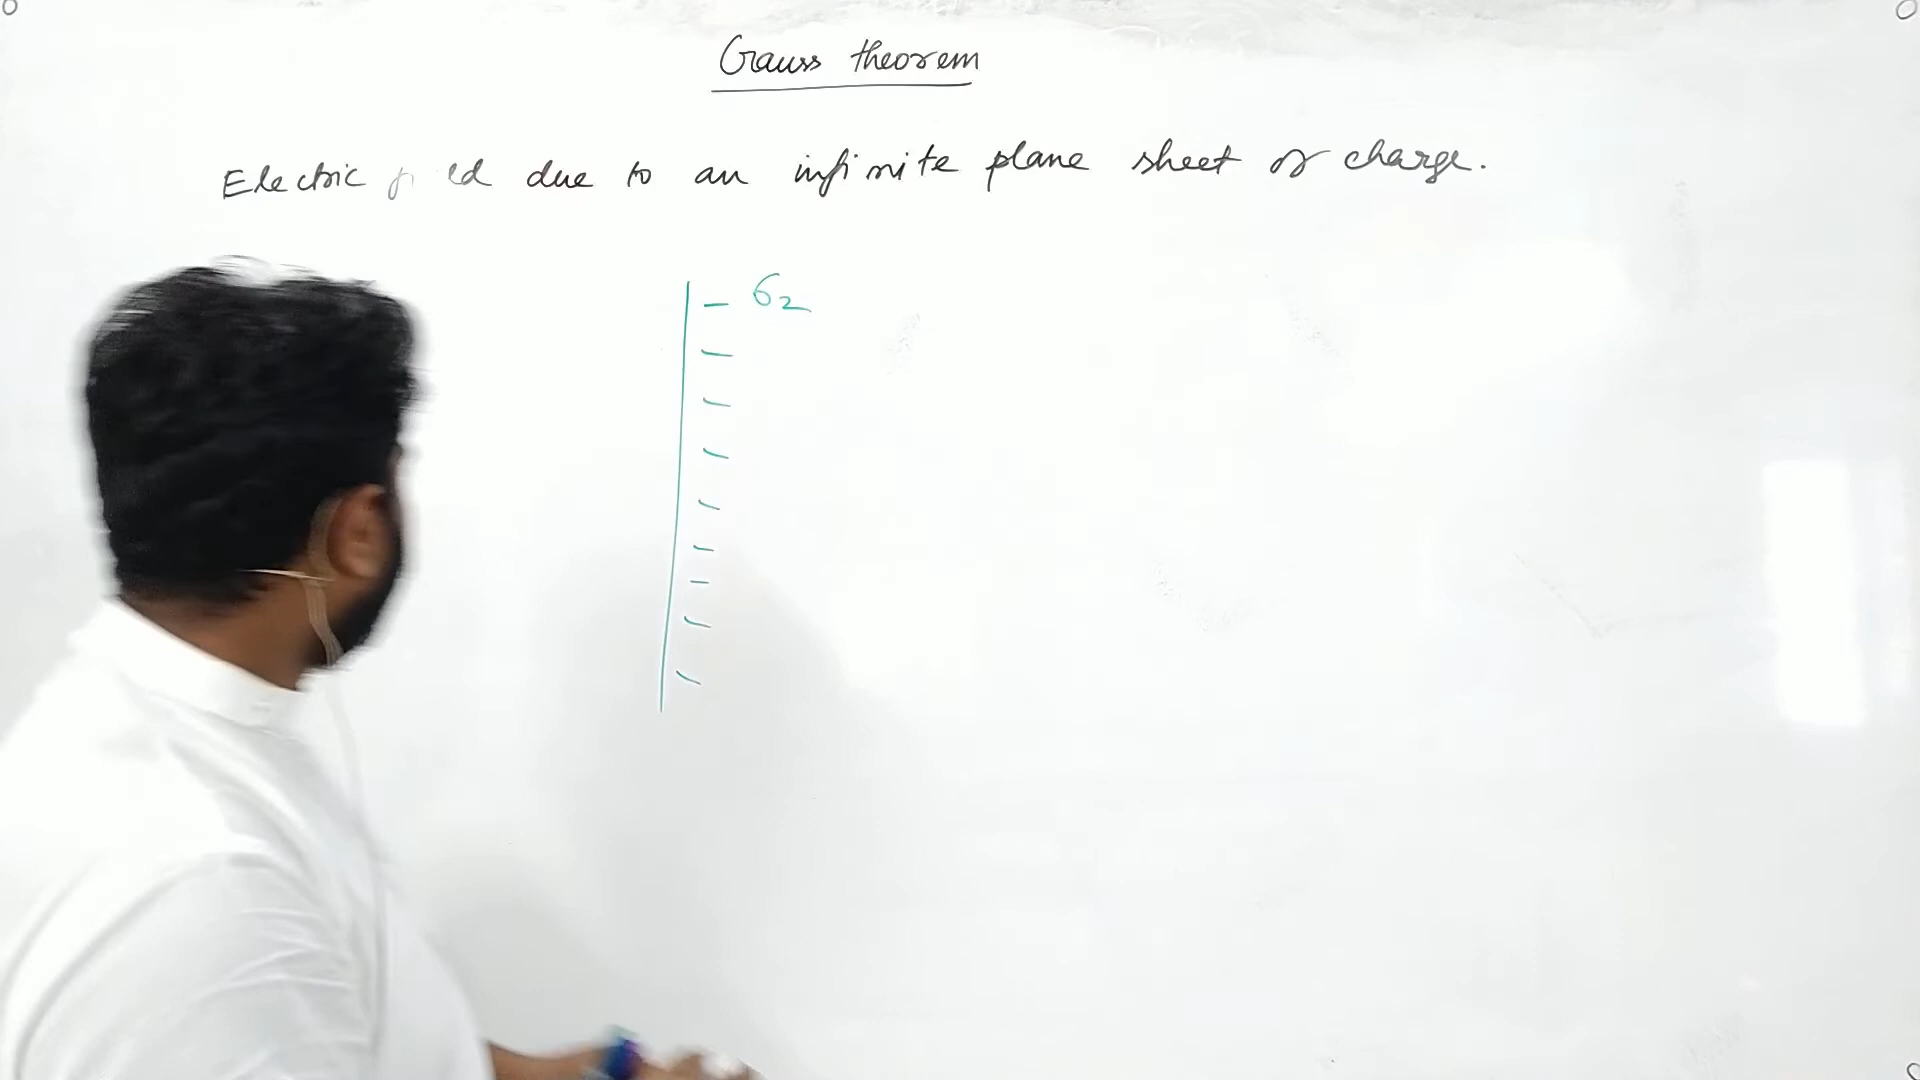 Gauss theorem
Electric field due to an infinite plane sheet of charge.
σ2